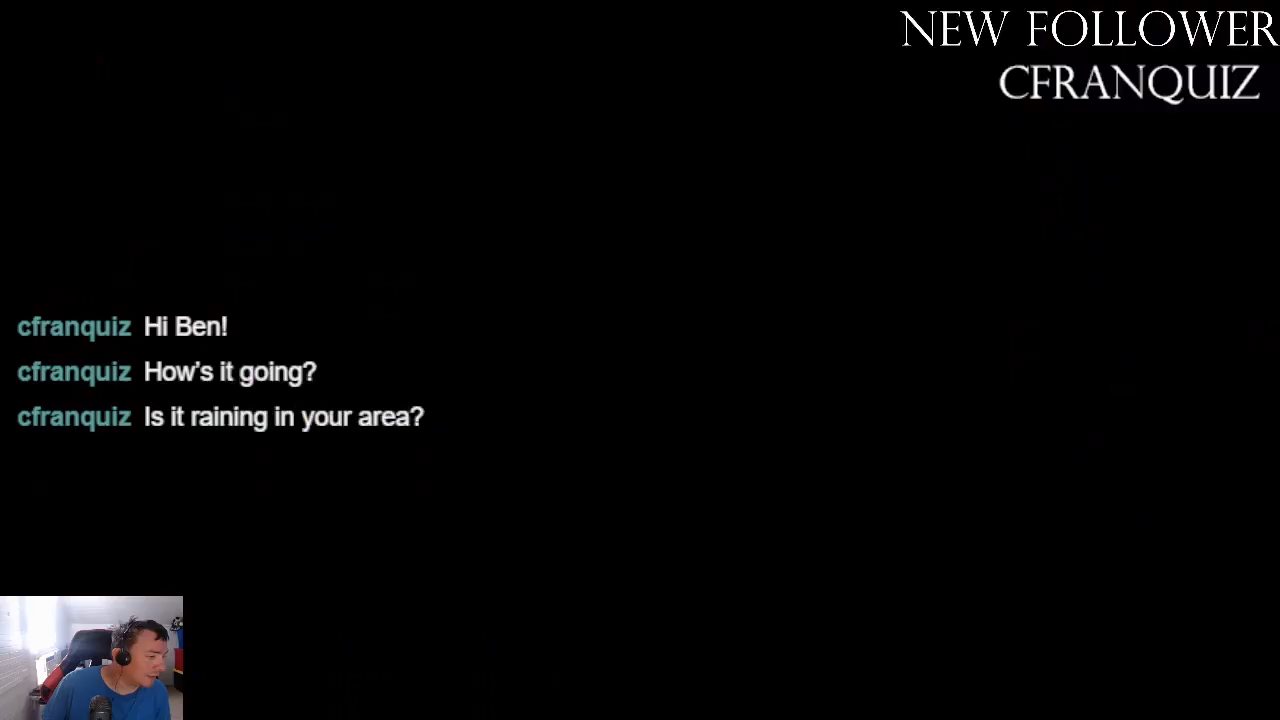 NEW FOLLOWER
CFRANQUIZ
cfranquiz Hi Ben!
cfranquiz How's it going?
cfranquiz Is it raining in your area?